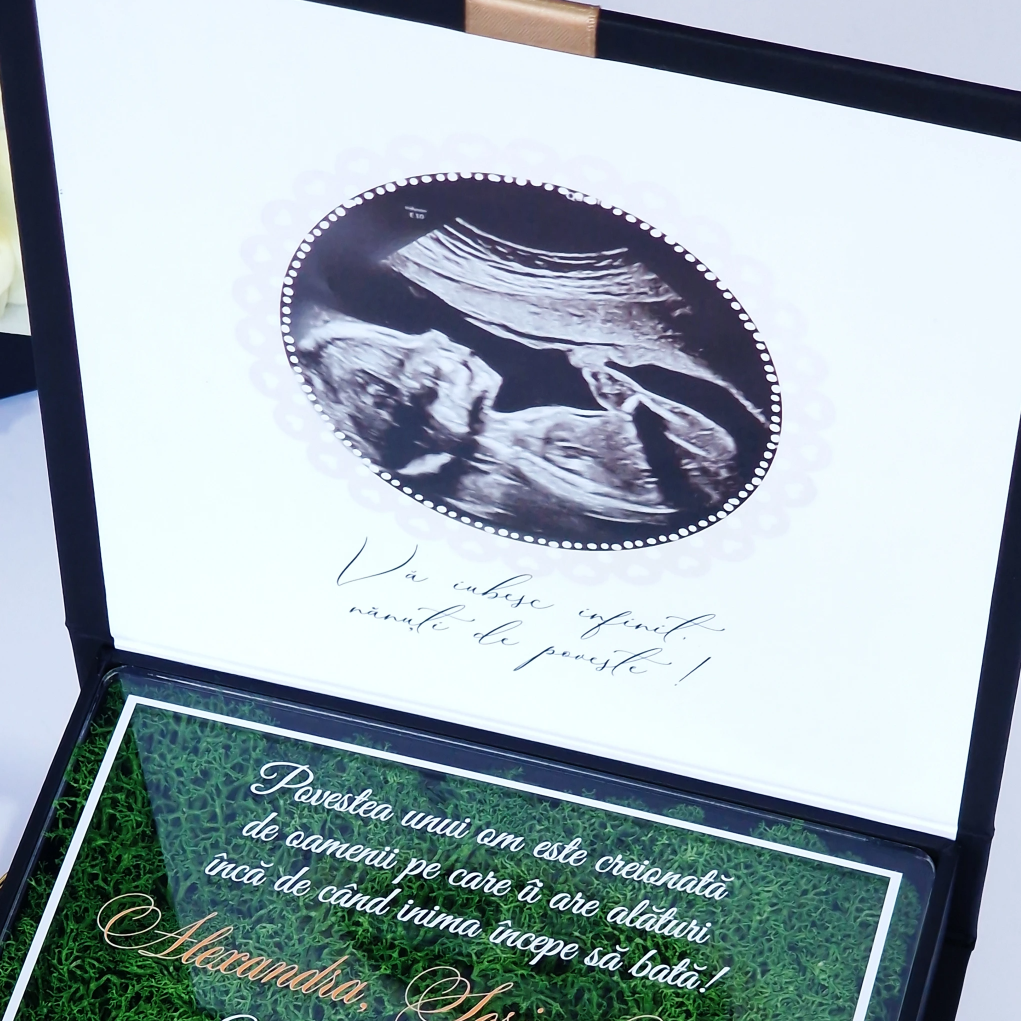 Vă iubesc infinit,
nănuți de poveste !
Povestea unui om este creionată
de oamenii pe care îi are alături
încă de când inima începe să bată!
Alexandra,